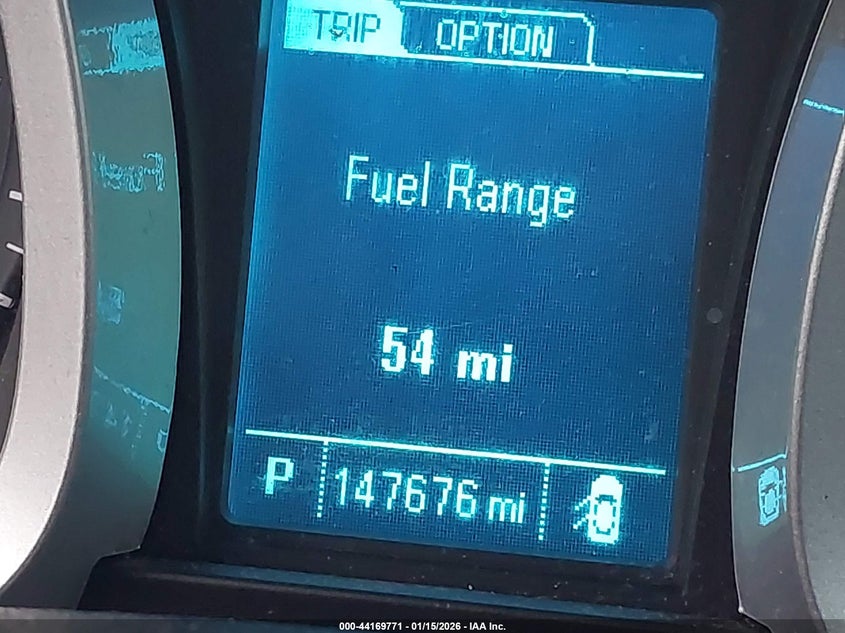 TRIP OPTION
Fuel Range
54 mi
P 147676 mi
000-44169771 - 01/15/2026 - IAA Inc.